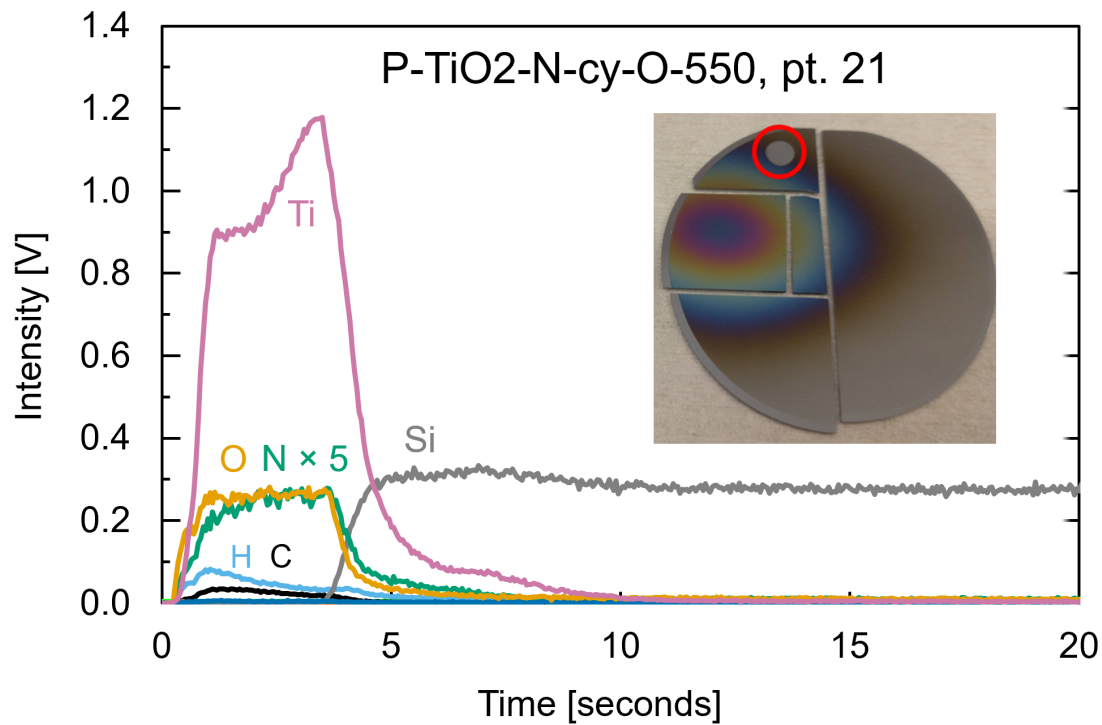 P-TiO2-N-cy-O-550, pt. 21
Intensity [V]
1.4
1.2
1.0
0.8
0.6
0.4
0.2
0.0
Ti
Si
O N × 5
H C
0 5 10 15 20
Time [seconds]